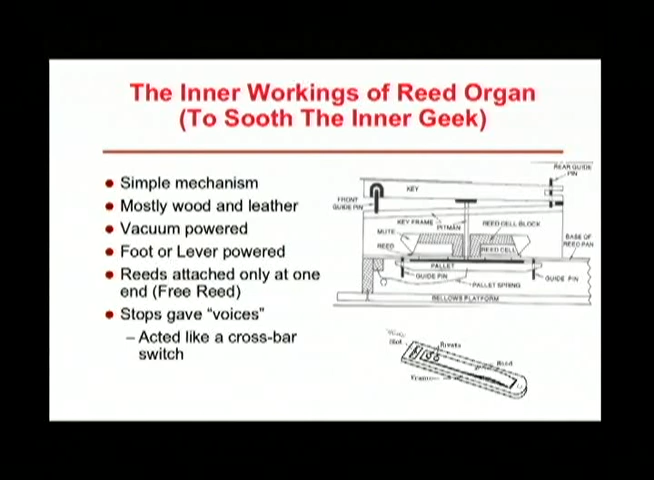 The Inner Workings of Reed Organ
(To Sooth The Inner Geek)
Simple mechanism
Mostly wood and leather
Vacuum powered
Foot or Lever powered
Reeds attached only at one
end (Free Reed)
Stops gave “voices”
– Acted like a cross-bar
switch
REAR GUIDE
PIN
KEY
FRONT
GUIDE PIN
KEY FRAME
PITMAN
REED CELL BLOCK
MUTE
REED
REED CELL
BASE OF
REED PAN
PALLET
GUIDE PIN
GUIDE PIN
PALLET SPRING
BELLOWS PLATFORM
Slot
Rivets
Reed
Frame